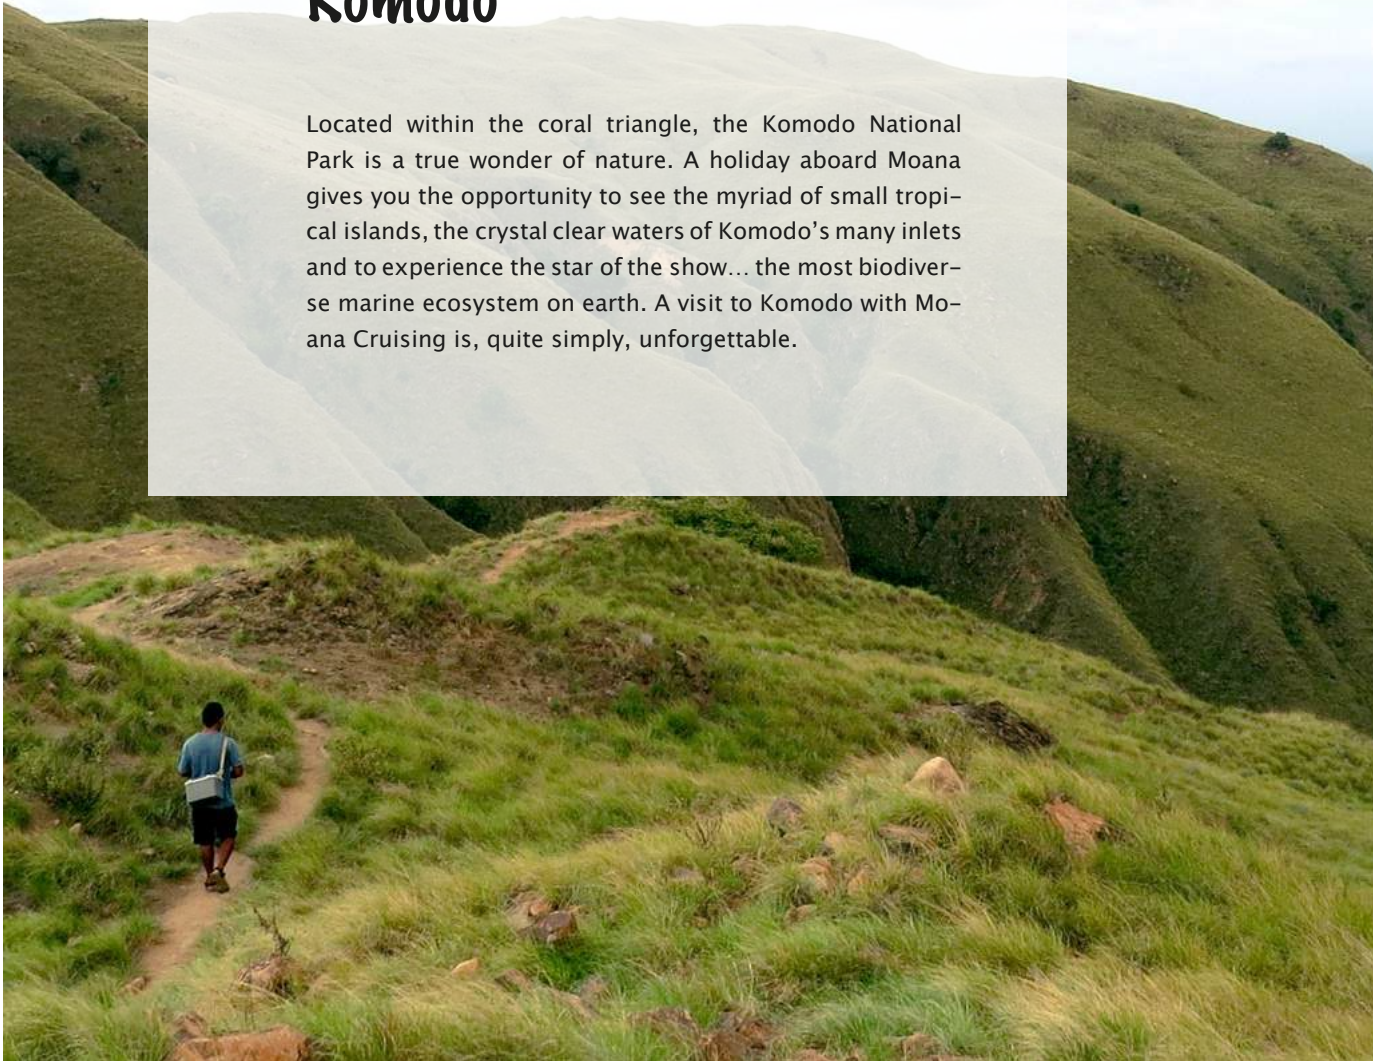 Komodo
Located within the coral triangle, the Komodo National
Park is a true wonder of nature. A holiday aboard Moana
gives you the opportunity to see the myriad of small tropi-
cal islands, the crystal clear waters of Komodo's many inlets
and to experience the star of the show… the most biodiver-
se marine ecosystem on earth. A visit to Komodo with Mo-
ana Cruising is, quite simply, unforgettable.